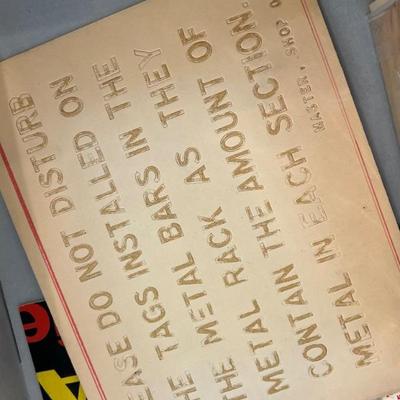 EASE DO NOT DISTURB
HE TAGS INSTALLED ON
THE METAL BARS IN THE
METAL RACK AS THEY
CONTAIN THE AMOUNT OF
METAL IN EACH SECTION.
MASTER SHOP